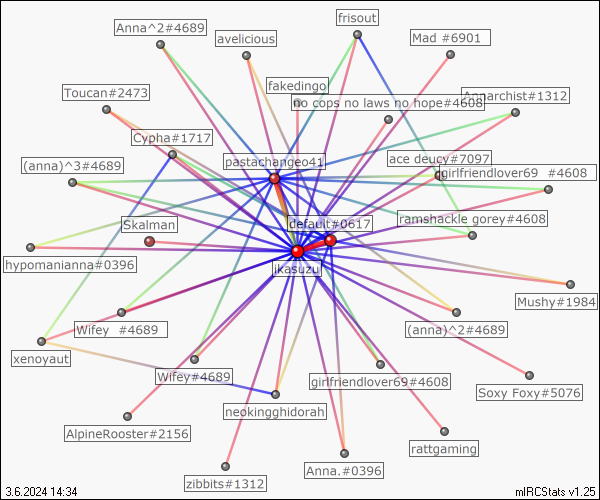 frisout
Anna^2#4689
avelicious
Mad #6901
fakedingo
Toucan#2473
no cops no laws no hope#4608
Annarchist#1312
Cypha#1717
(anna)^3#4689
pastachangeo41
ace deucy#7097
girlfriendlover69 #4608
Skalman
default#0617
ramshackle gorey#4608
hypomanianna#0396
ikasuzu
Mushy#1984
Wifey #4689
(anna)^2#4689
xenoyaut
Wifey#4689
girlfriendlover69#4608
Soxy Foxy#5076
neokingghidorah
AlpineRooster#2156
rattgaming
Anna.#0396
zibbits#1312
3.6.2024 14:34
mIRCStats v1.25